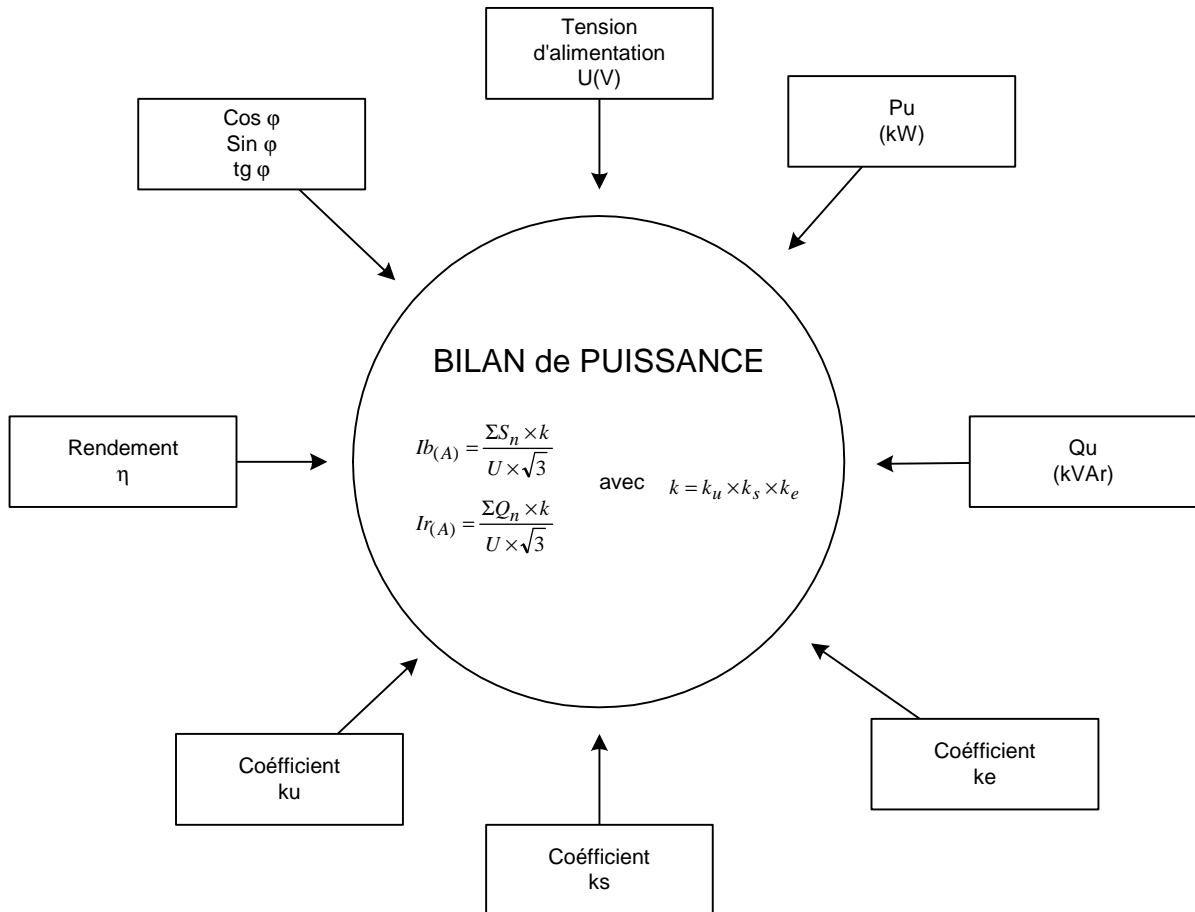 Tension
d'alimentation
U(V)
Cos φ
Sin φ
tg φ
Pu
(kW)
BILAN de PUISSANCE
Rendement
η
Ib(A) = ΣSn × k / U × √3
avec k = ku × ks × ke
Ir(A) = ΣQn × k / U × √3
Qu
(kVAr)
Coéfficient
ku
Coéfficient
ke
Coéfficient
ks